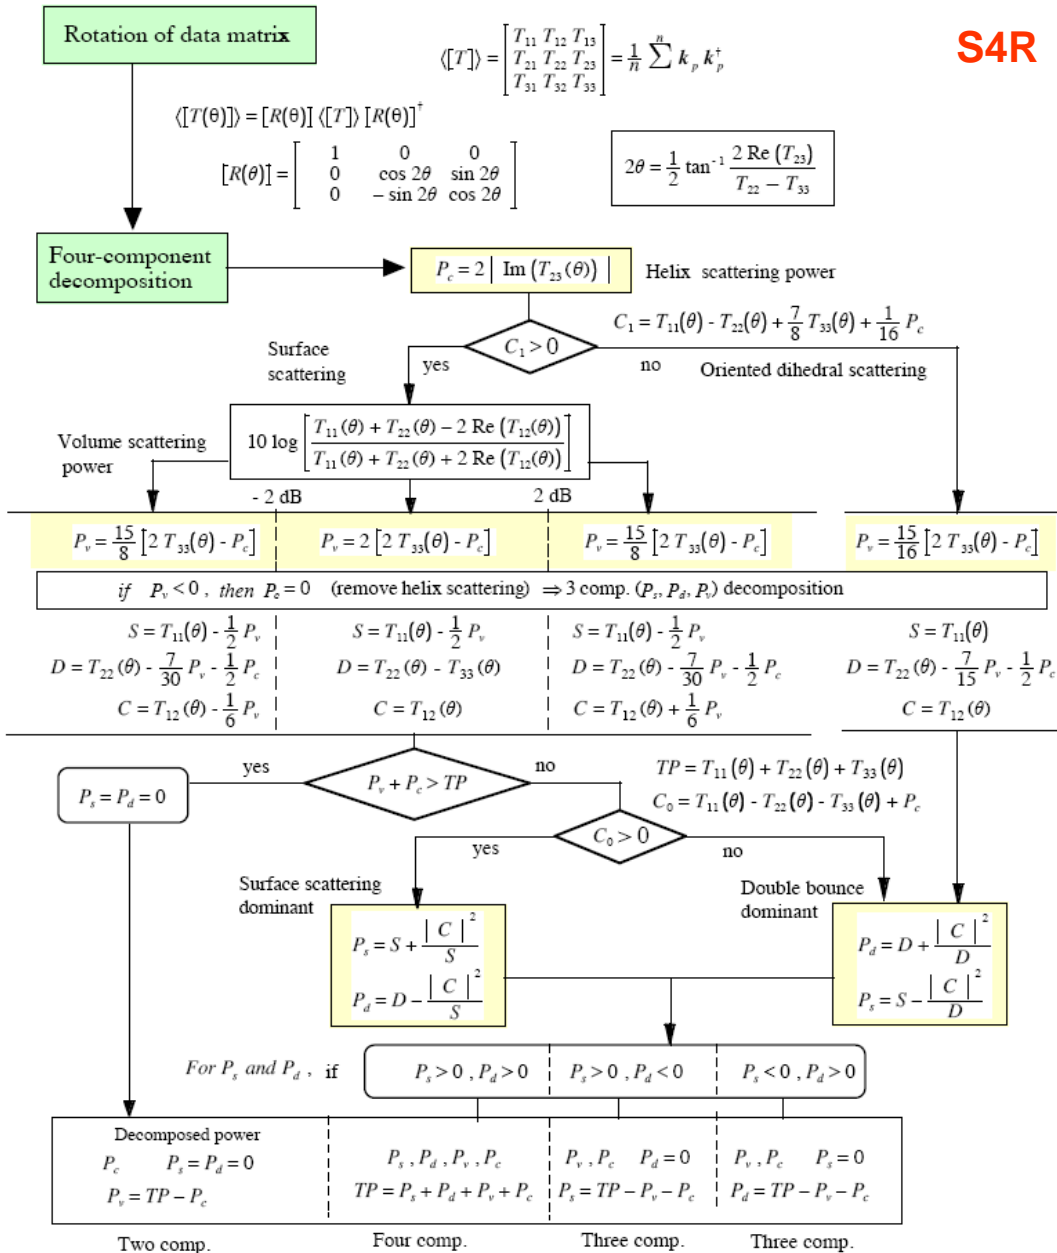 Rotation of data matrix
S4R
⟨[T]⟩ = [T₁₁ T₁₂ T₁₃; T₂₁ T₂₂ T₂₃; T₃₁ T₃₂ T₃₃] = 1/n Σⁿ k_p k_p†
⟨[T(θ)]⟩ = [R(θ)] ⟨[T]⟩ [R(θ)]†
[R(θ)] = [1 0 0; 0 cos 2θ sin 2θ; 0 − sin 2θ cos 2θ]
2θ = 1/2 tan⁻¹ 2 Re (T₂₃) / T₂₂ − T₃₃
Four-component
decomposition
P_c = 2 | Im (T₂₃(θ)) |
Helix scattering power
C₁ = T₁₁(θ) - T₂₂(θ) + 7/8 T₃₃(θ) + 1/16 P_c
C₁ > 0
yes
no
Surface
scattering
Oriented dihedral scattering
10 log [T₁₁(θ) + T₂₂(θ) − 2 Re (T₁₂(θ)) / T₁₁(θ) + T₂₂(θ) + 2 Re (T₁₂(θ))]
Volume scattering
power
- 2 dB
2 dB
P_v = 15/8 [2 T₃₃(θ) - P_c]
P_v = 2 [2 T₃₃(θ) - P_c]
P_v = 15/8 [2 T₃₃(θ) - P_c]
P_v = 15/16 [2 T₃₃(θ) - P_c]
if P_v < 0 , then P_c = 0 (remove helix scattering) ⇒ 3 comp. (P_s, P_d, P_v) decomposition
S = T₁₁(θ) - 1/2 P_v
D = T₂₂(θ) - 7/30 P_v - 1/2 P_c
C = T₁₂(θ) - 1/6 P_v
S = T₁₁(θ) - 1/2 P_v
D = T₂₂(θ) - T₃₃(θ)
C = T₁₂(θ)
S = T₁₁(θ) - 1/2 P_v
D = T₂₂(θ) - 7/30 P_v - 1/2 P_c
C = T₁₂(θ) + 1/6 P_v
S = T₁₁(θ)
D = T₂₂(θ) - 7/15 P_v - 1/2 P_c
C = T₁₂(θ)
P_v + P_c > TP
yes
no
P_s = P_d = 0
TP = T₁₁(θ) + T₂₂(θ) + T₃₃(θ)
C₀ = T₁₁(θ) - T₂₂(θ) - T₃₃(θ) + P_c
C₀ > 0
yes
no
Surface scattering
dominant
Double bounce
dominant
P_s = S + | C |² / S
P_d = D − | C |² / S
P_d = D + | C |² / D
P_s = S − | C |² / D
For P_s and P_d , if
P_s > 0 , P_d > 0
P_s > 0 , P_d < 0
P_s < 0 , P_d > 0
Decomposed power
P_c P_s = P_d = 0
P_v = TP − P_c
P_s , P_d , P_v , P_c
TP = P_s + P_d + P_v + P_c
P_v , P_c P_d = 0
P_s = TP − P_v − P_c
P_v , P_c P_s = 0
P_d = TP − P_v − P_c
Two comp.
Four comp.
Three comp.
Three comp.